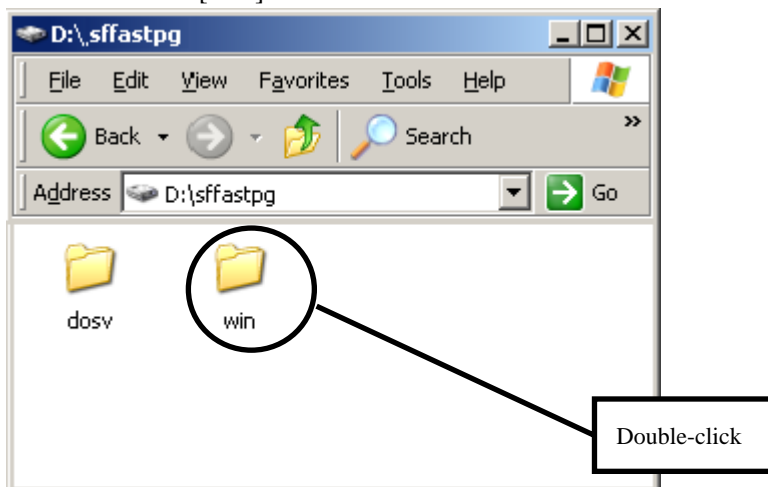 D:\sffastpg
File Edit View Favorites Tools Help
Back Search »
Address D:\sffastpg Go
dosv win
Double-click